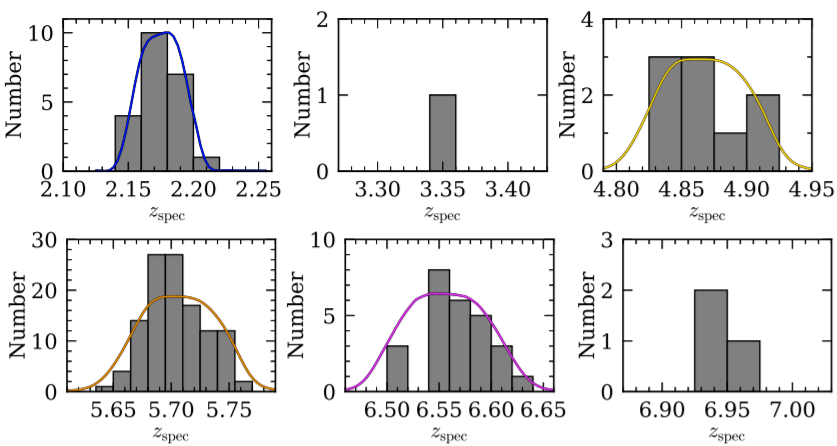 Number
10
5
0
2.10 2.15 2.20 2.25
z_spec
Number
2
1
0
3.30 3.35 3.40
z_spec
Number
4
2
0
4.80 4.85 4.90 4.95
z_spec
Number
30
20
10
0
5.65 5.70 5.75
z_spec
Number
10
5
0
6.50 6.55 6.60 6.65
z_spec
Number
3
2
1
0
6.90 6.95 7.00
z_spec